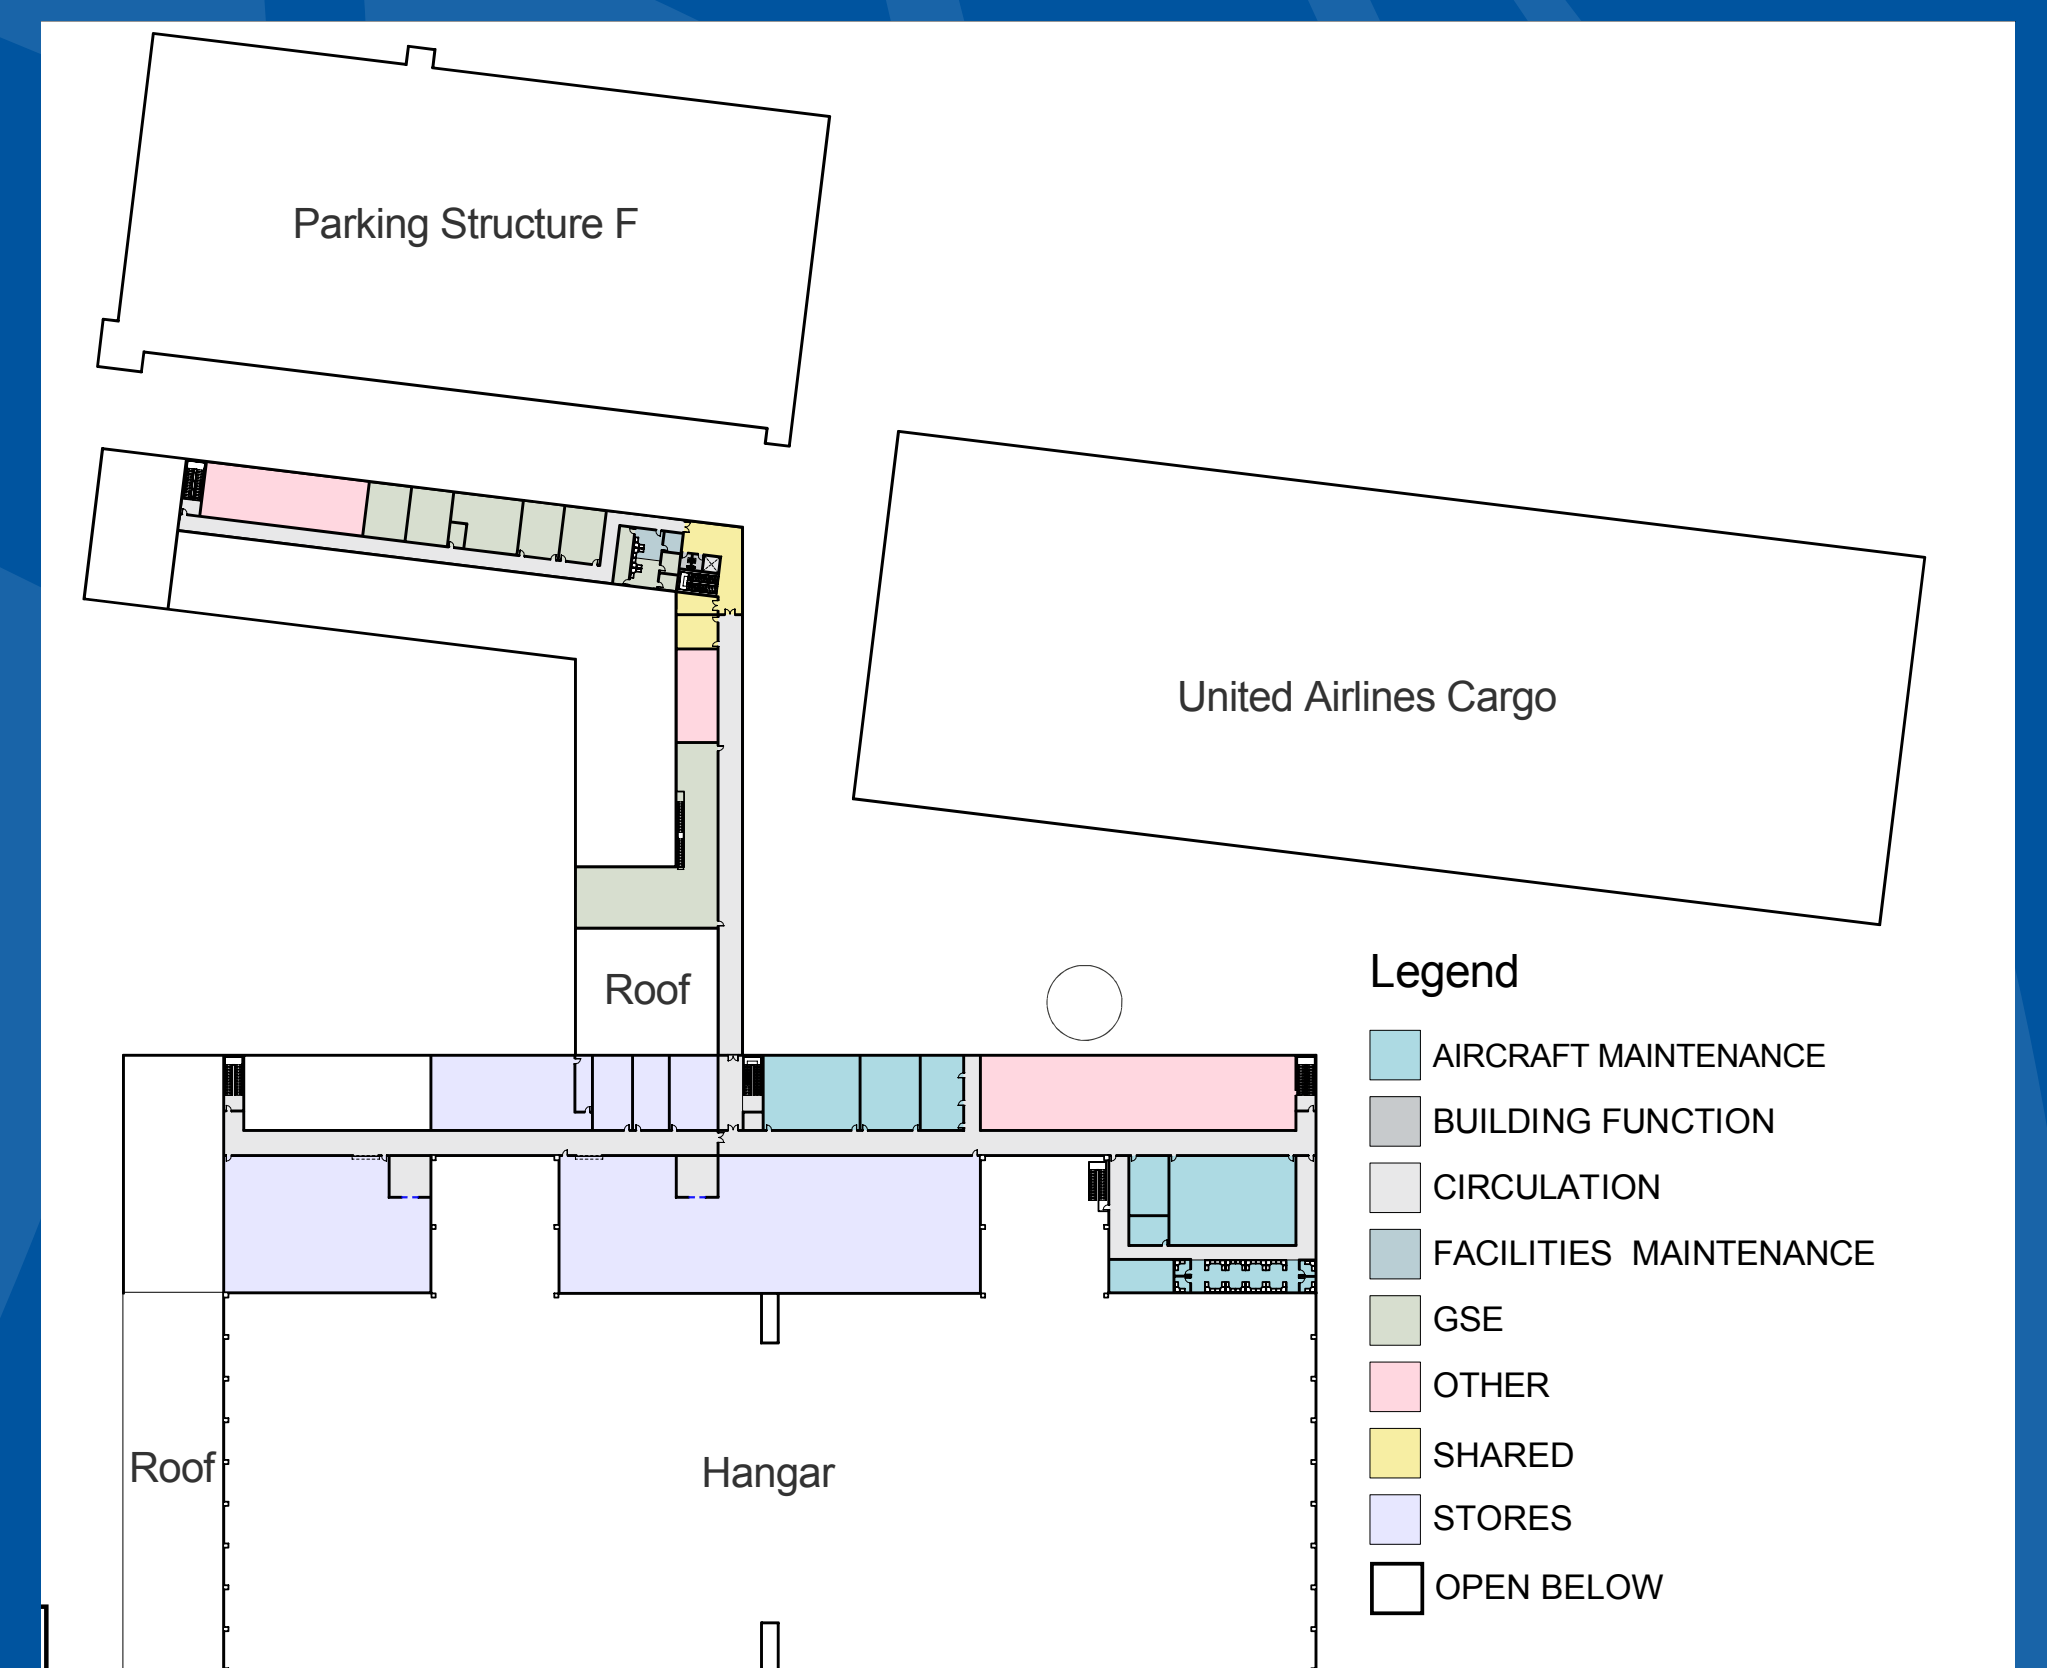 Parking Structure F
United Airlines Cargo
Roof
Legend
AIRCRAFT MAINTENANCE
BUILDING FUNCTION
CIRCULATION
FACILITIES  MAINTENANCE
GSE
OTHER
SHARED
STORES
OPEN BELOW
Roof
Hangar